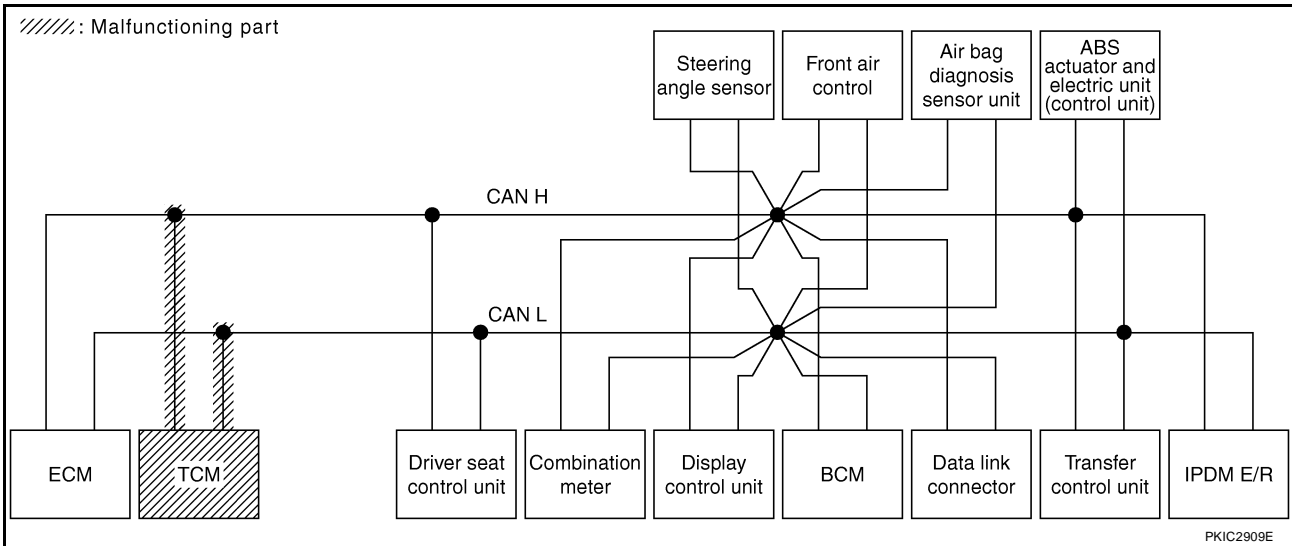 : Malfunctioning part
Steering
angle sensor
Front air
control
Air bag
diagnosis
sensor unit
ABS
actuator and
electric unit
(control unit)
CAN H
CAN L
ECM
TCM
Driver seat
control unit
Combination
meter
Display
control unit
BCM
Data link
connector
Transfer
control unit
IPDM E/R
PKIC2909E